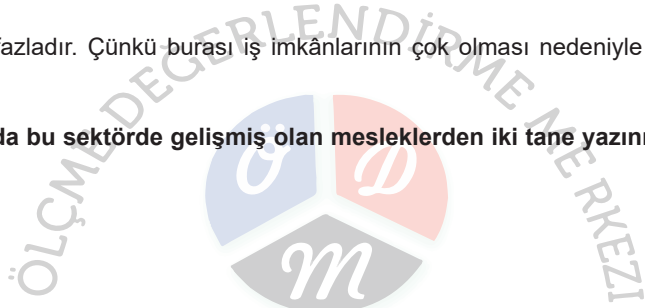 fazladır. Çünkü burası iş imkânlarının çok olması nedeniyle
da bu sektörde gelişmiş olan mesleklerden iki tane yazını
ÖLÇME DEĞERLENDİRME MERKEZİ
Ö D
M